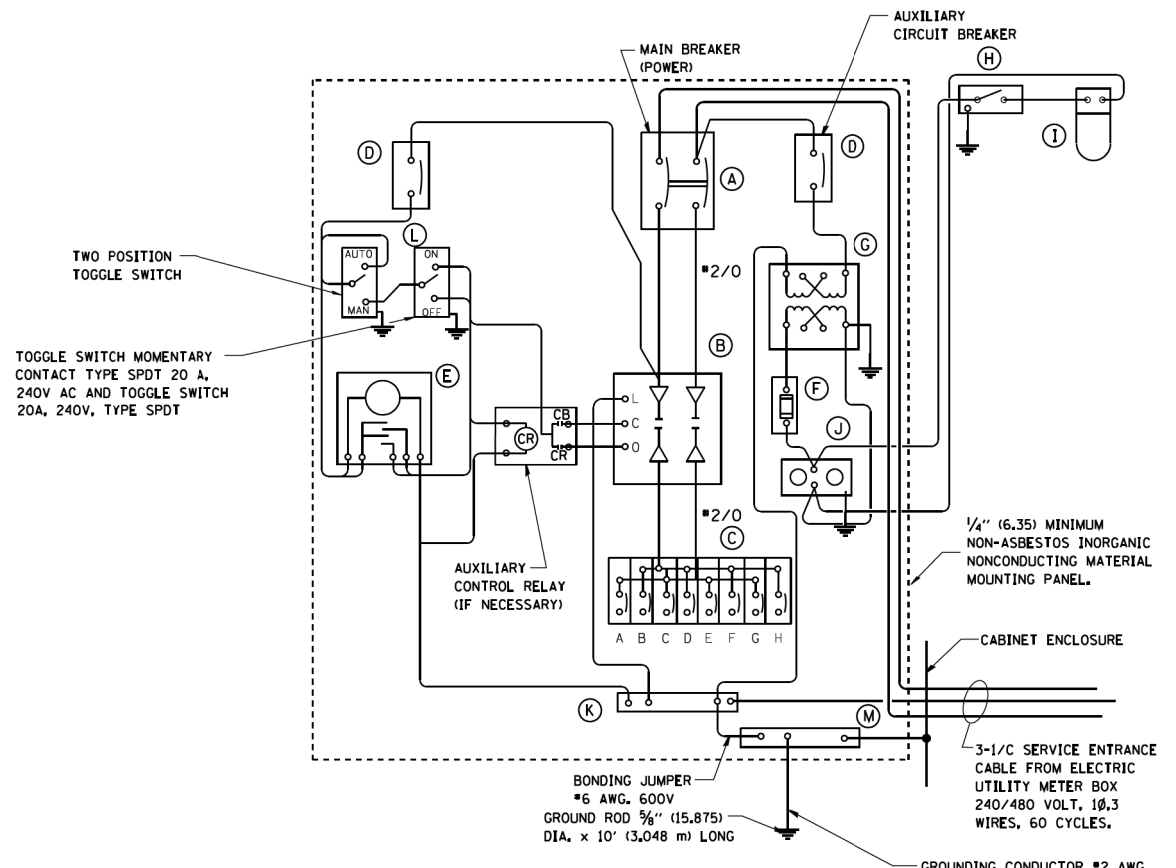 AUXILIARY
CIRCUIT BREAKER
MAIN BREAKER
(POWER)
H
I
D
A
D
L
G
TWO POSITION
TOGGLE SWITCH
AUTO
MAN
ON
OFF
#2/0
TOGGLE SWITCH MOMENTARY
CONTACT TYPE SPDT 20 A,
240V AC AND TOGGLE SWITCH
20A, 240V, TYPE SPDT
E
B
F
J
L
C
O
CB
CR
CR
#2/0
C
1/4" (6.35) MINIMUM
NON-ASBESTOS INORGANIC
NONCONDUCTING MATERIAL
MOUNTING PANEL.
AUXILIARY
CONTROL RELAY
(IF NECESSARY)
A B C D E F G H
CABINET ENCLOSURE
K
M
3-1/C SERVICE ENTRANCE
CABLE FROM ELECTRIC
UTILITY METER BOX
240/480 VOLT, 10,3
WIRES, 60 CYCLES.
BONDING JUMPER
#6 AWG. 600V
GROUND ROD 5/8" (15.875)
DIA. x 10' (3.048 m) LONG
GROUNDING CONDUCTOR #2 AWG